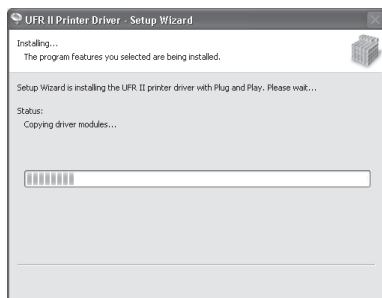 UFR II Printer Driver - Setup Wizard
Installing...
The program features you selected are being installed.
Setup Wizard is installing the UFR II printer driver with Plug and Play. Please wait...
Status:
Copying driver modules...